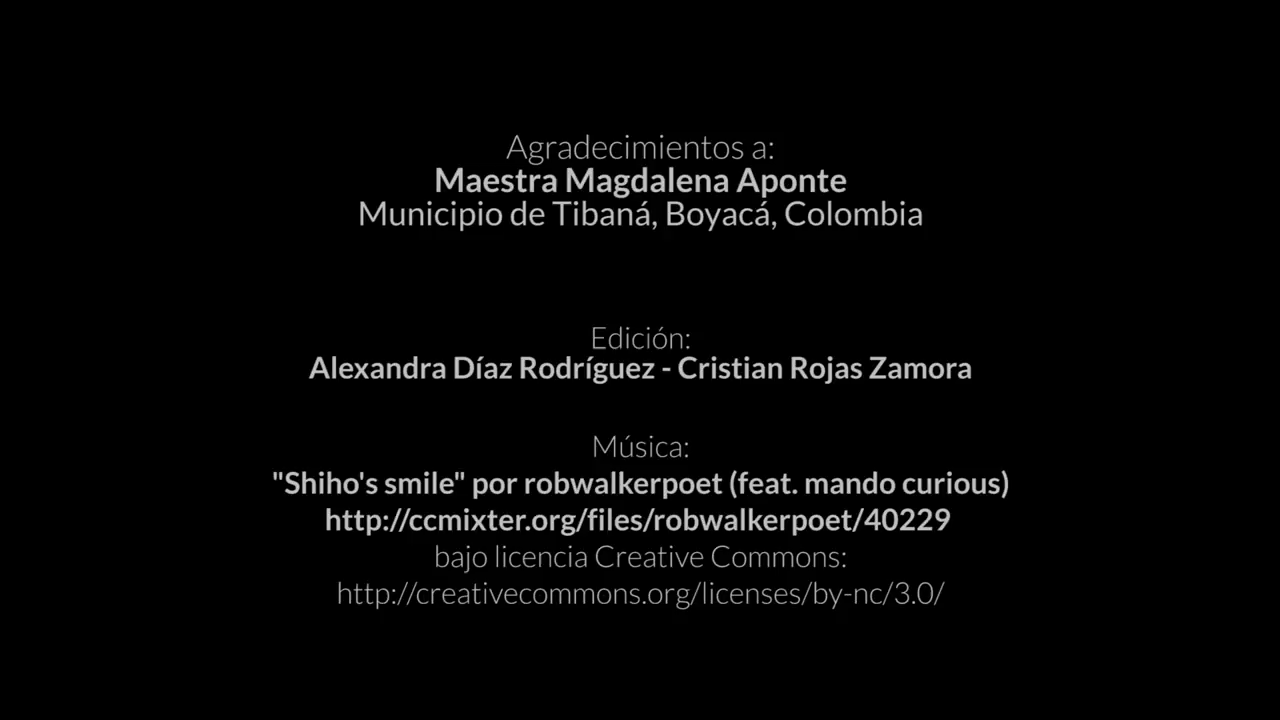 Agradecimientos a:
Maestra Magdalena Aponte
Municipio de Tibaná, Boyacá, Colombia
Edición:
Alexandra Díaz Rodríguez - Cristian Rojas Zamora
Música:
"Shiho's smile" por robwalkerpoet (feat. mando curious)
http://ccmixter.org/files/robwalkerpoet/40229
bajo licencia Creative Commons:
http://creativecommons.org/licenses/by-nc/3.0/